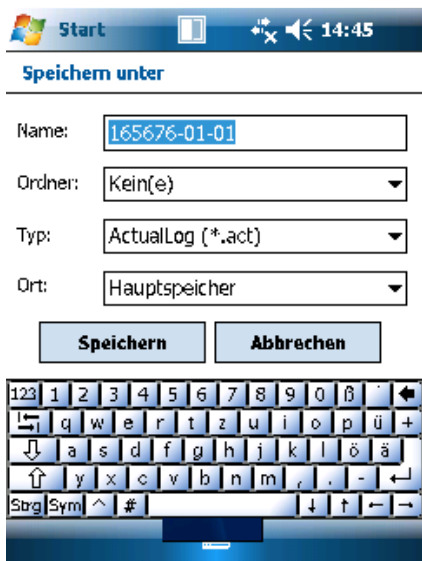 Start 14:45
Speichern unter
Name: 165676-01-01
Ordner: Kein(e)
Typ: ActualLog (*.act)
Ort: Hauptspeicher
Speichern Abbrechen
123 1 2 3 4 5 6 7 8 9 0 ß ´
q w e r t z u i o p ü +
a s d f g h j k l ö ä
y x c v b n m , . -
Strg Sym ^ #